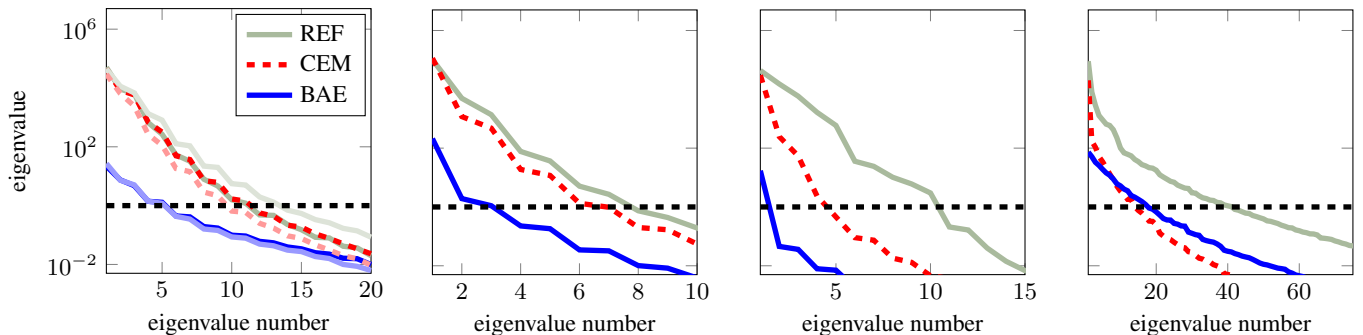 10^6
10^2
10^{-2}
eigenvalue
REF
CEM
BAE
5 10 15 20
eigenvalue number
2 4 6 8 10
eigenvalue number
5 10 15
eigenvalue number
20 40 60
eigenvalue number